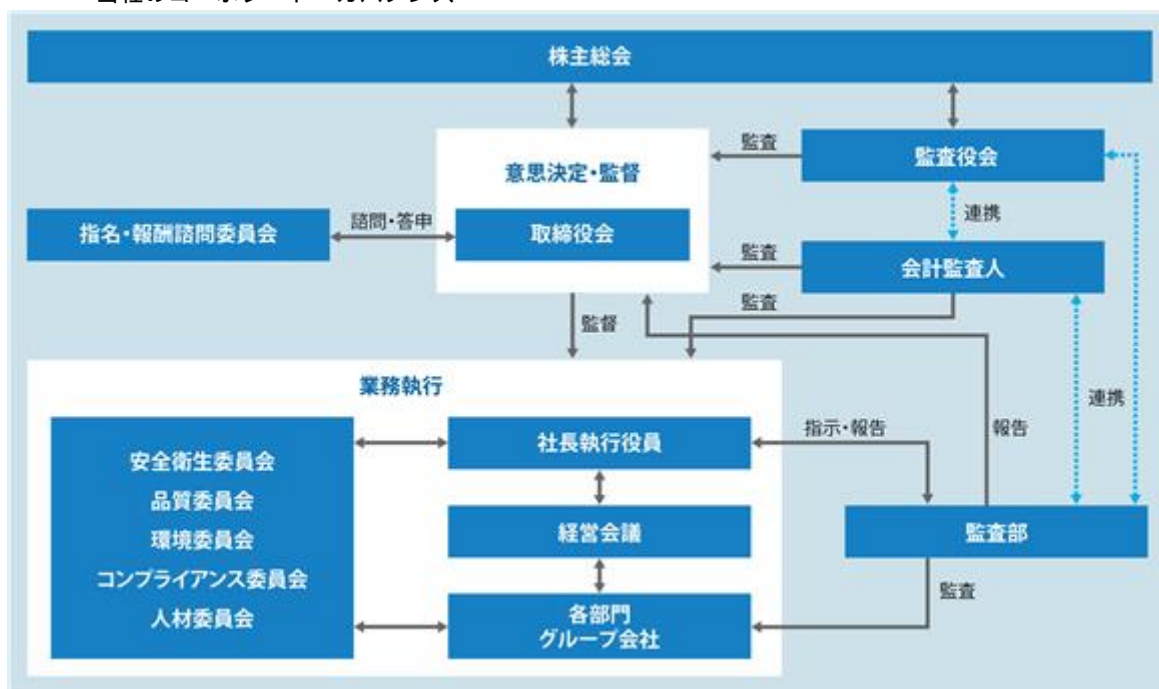 株主総会
監査
監査役会
意思決定・監督
連携
指名・報酬諮問委員会
諮問・答申
取締役会
監査
会計監査人
監査
監督
業務執行
連携
安全衛生委員会
品質委員会
環境委員会
コンプライアンス委員会
人材委員会
社長執行役員
指示・報告
報告
経営会議
監査部
各部門
グループ会社
監査